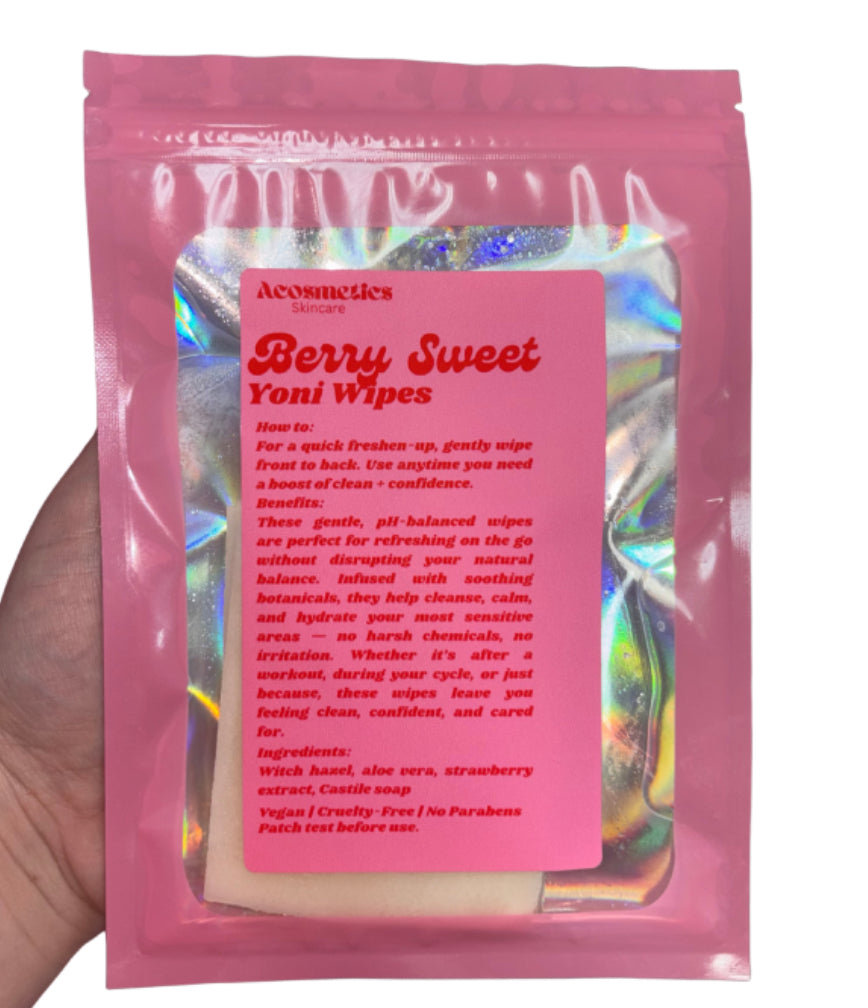 Acosmetics
Skincare
Berry Sweet
Yoni Wipes
How to:
For a quick freshen-up, gently wipe
front to back. Use anytime you need
a boost of clean + confidence.
Benefits:
These gentle, pH-balanced wipes
are perfect for refreshing on the go
without disrupting your natural
balance. Infused with soothing
botanicals, they help cleanse, calm,
and hydrate your most sensitive
areas — no harsh chemicals, no
irritation. Whether it's after a
workout, during your cycle, or just
because, these wipes leave you
feeling clean, confident, and cared
for.
Ingredients:
Witch hazel, aloe vera, strawberry
extract, Castile soap
Vegan | Cruelty-Free | No Parabens
Patch test before use.